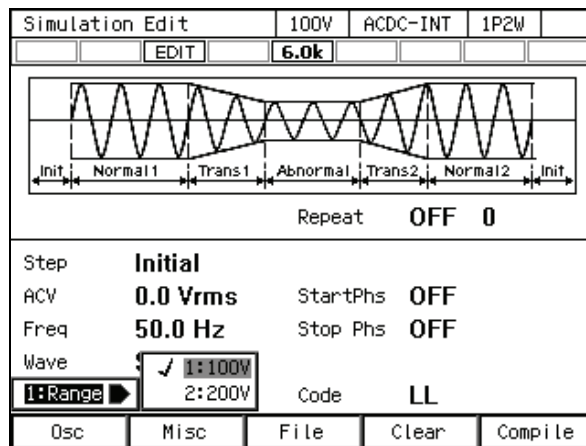 Simulation Edit 100V ACDC-INT 1P2W
EDIT 6.0k
Init Normal1 Trans1 Abnormal Trans2 Normal2 Init
Repeat OFF 0
Step Initial
ACV 0.0 Vrms StartPhs OFF
Freq 50.0 Hz Stop Phs OFF
Wave
✓ 1:100V
1:Range 2:200V Code LL
Osc Misc File Clear Compile